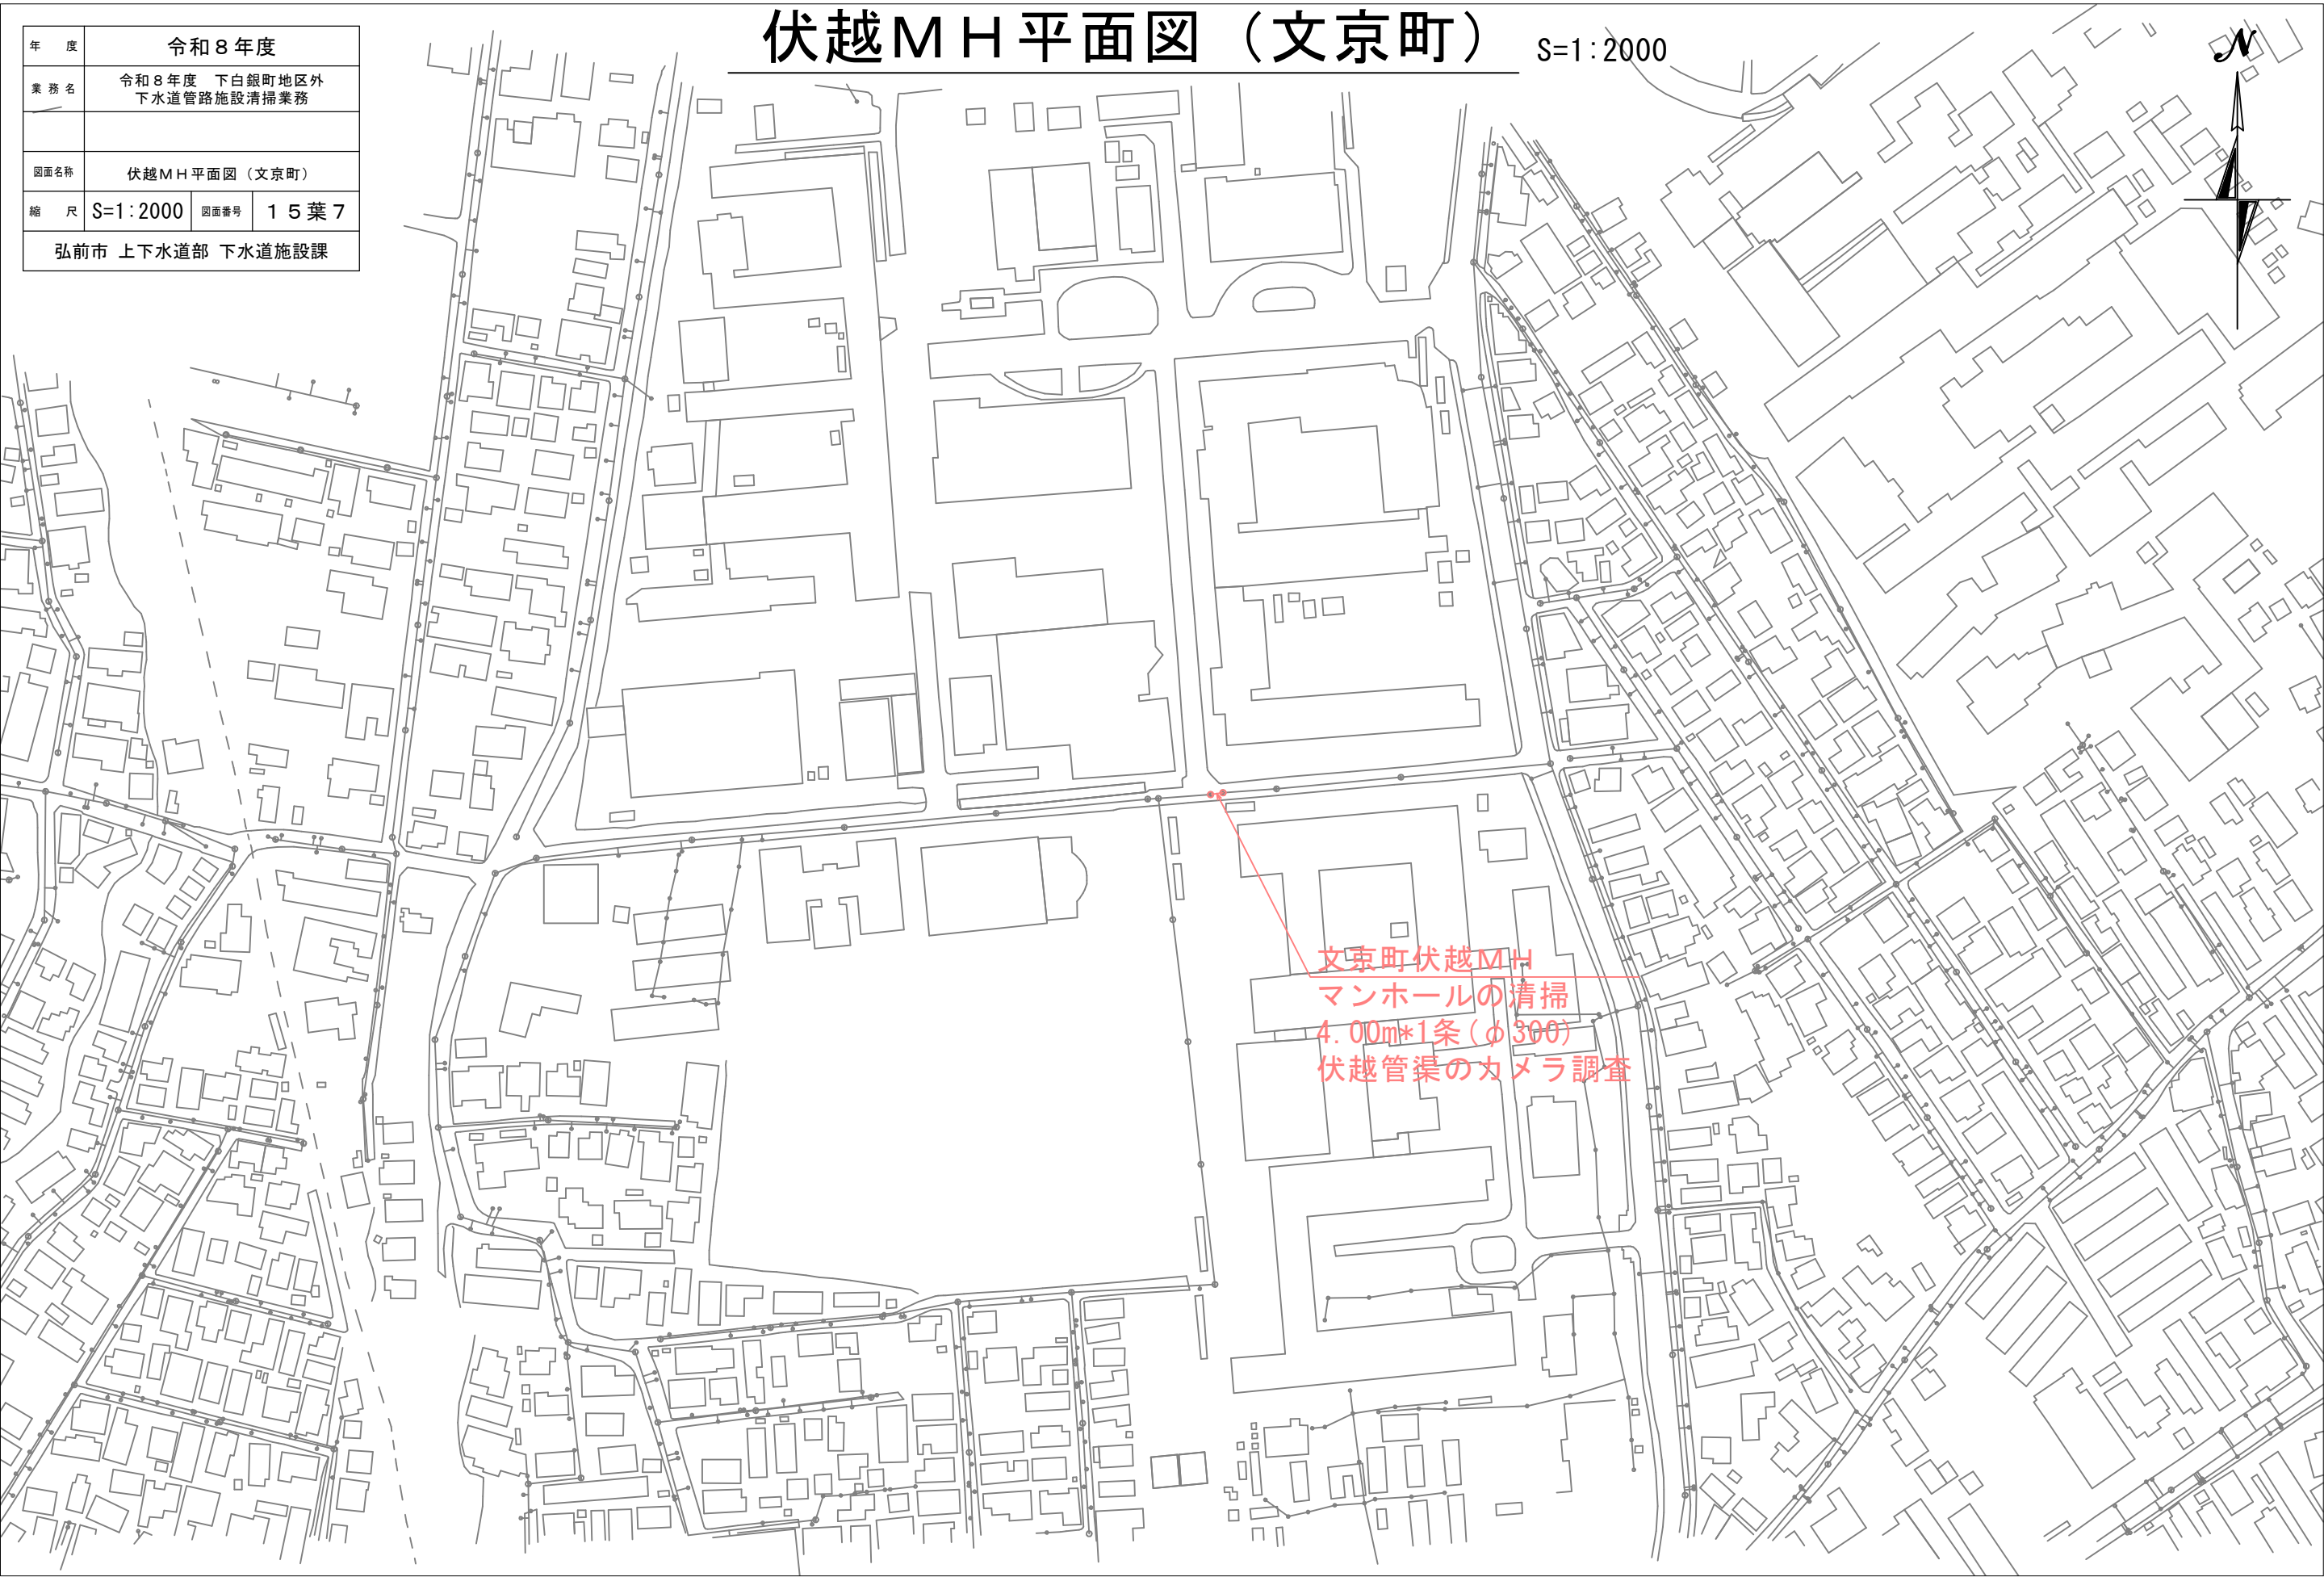 伏越ＭＨ平面図（文京町） S=1:2000
年　度 令和８年度
業務名 令和８年度　下白銀町地区外
下水道管路施設清掃業務
図面名称 伏越ＭＨ平面図（文京町）
縮　尺 S=1:2000 図面番号 １５葉７
弘前市 上下水道部 下水道施設課
N
文京町伏越ＭＨ
マンホールの清掃
4.00m*1条(φ300)
伏越管渠のカメラ調査